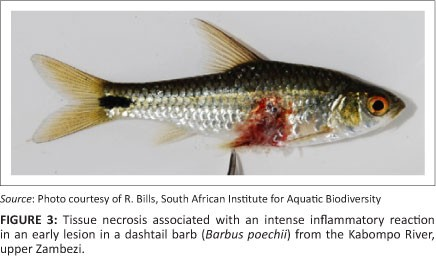 Source: Photo courtesy of R. Bills, South African Institute for Aquatic Biodiversity
FIGURE 3: Tissue necrosis associated with an intense inflammatory reaction
in an early lesion in a dashtail barb (Barbus poechii) from the Kabompo River,
upper Zambezi.